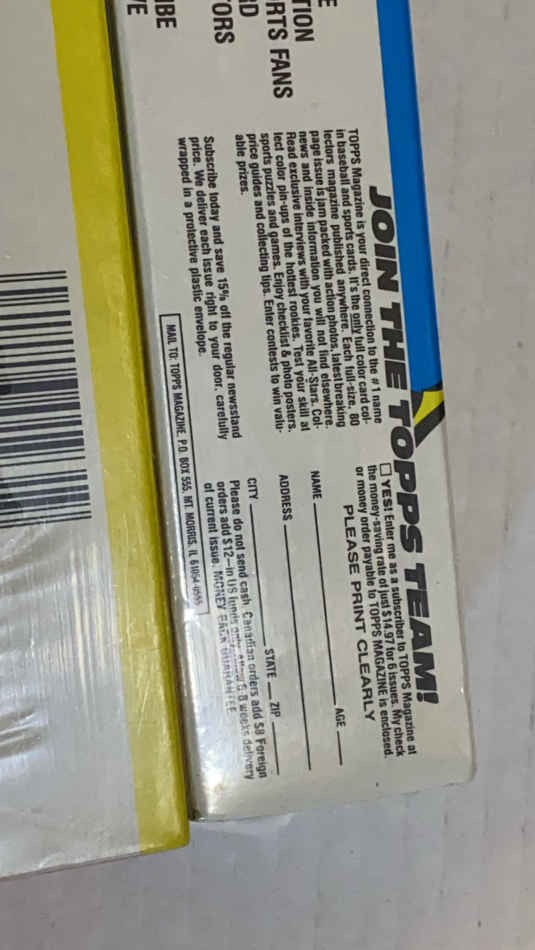 E
TION
RTS FANS
RD
TORS
IBE
VE
JOIN THE TOPPS TEAM!
TOPPS Magazine is your direct connection to the #1 name
in baseball and sports cards. It's the only full color card col-
lectors magazine published anywhere. Each full-size, 80
page issue is jam packed with action photos, latest breaking
news and inside information you will not find elsewhere.
Read exclusive interviews with your favorite All-Stars. Col-
lect color pin-ups of the hottest rookies. Test your skill at
sports puzzles and games. Enjoy checklist & photo posters,
price guides and collecting tips. Enter contests to win valu-
able prizes.
Subscribe today and save 15% off the regular newsstand
price. We deliver each issue right to your door, carefully
wrapped in a protective plastic envelope.
YES! Enter me as a subscriber to TOPPS Magazine at
the money-saving rate of just $14.97 for 6 issues. My check
or money order payable to TOPPS MAGAZINE is enclosed.
PLEASE PRINT CLEARLY
NAME AGE
ADDRESS
CITY STATE ZIP
Please do not send cash. Canadian orders add $8 Foreign
orders add $12—in US funds only. Allow 6-8 weeks delivery
of current issue. MONEY BACK GUARANTEE
MAIL TO: TOPPS MAGAZINE, P.O. BOX 555, MT. MORRIS, IL 61054-0555